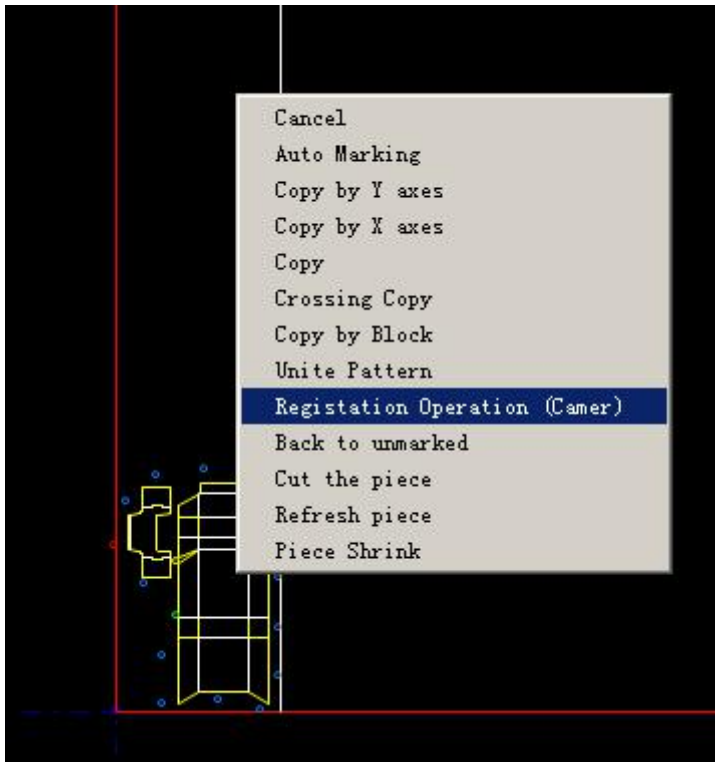 Cancel
Auto Marking
Copy by Y axes
Copy by X axes
Copy
Crossing Copy
Copy by Block
Unite Pattern
Registation Operation (Camer)
Back to unmarked
Cut the piece
Refresh piece
Piece Shrink